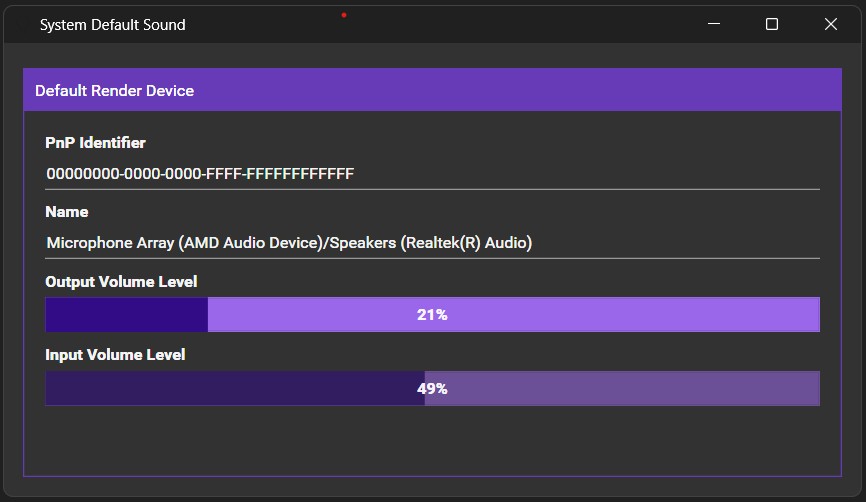 System Default Sound
Default Render Device
PnP Identifier
00000000-0000-0000-FFFF-FFFFFFFFFFFF
Name
Microphone Array (AMD Audio Device)/Speakers (Realtek(R) Audio)
Output Volume Level
21%
Input Volume Level
49%